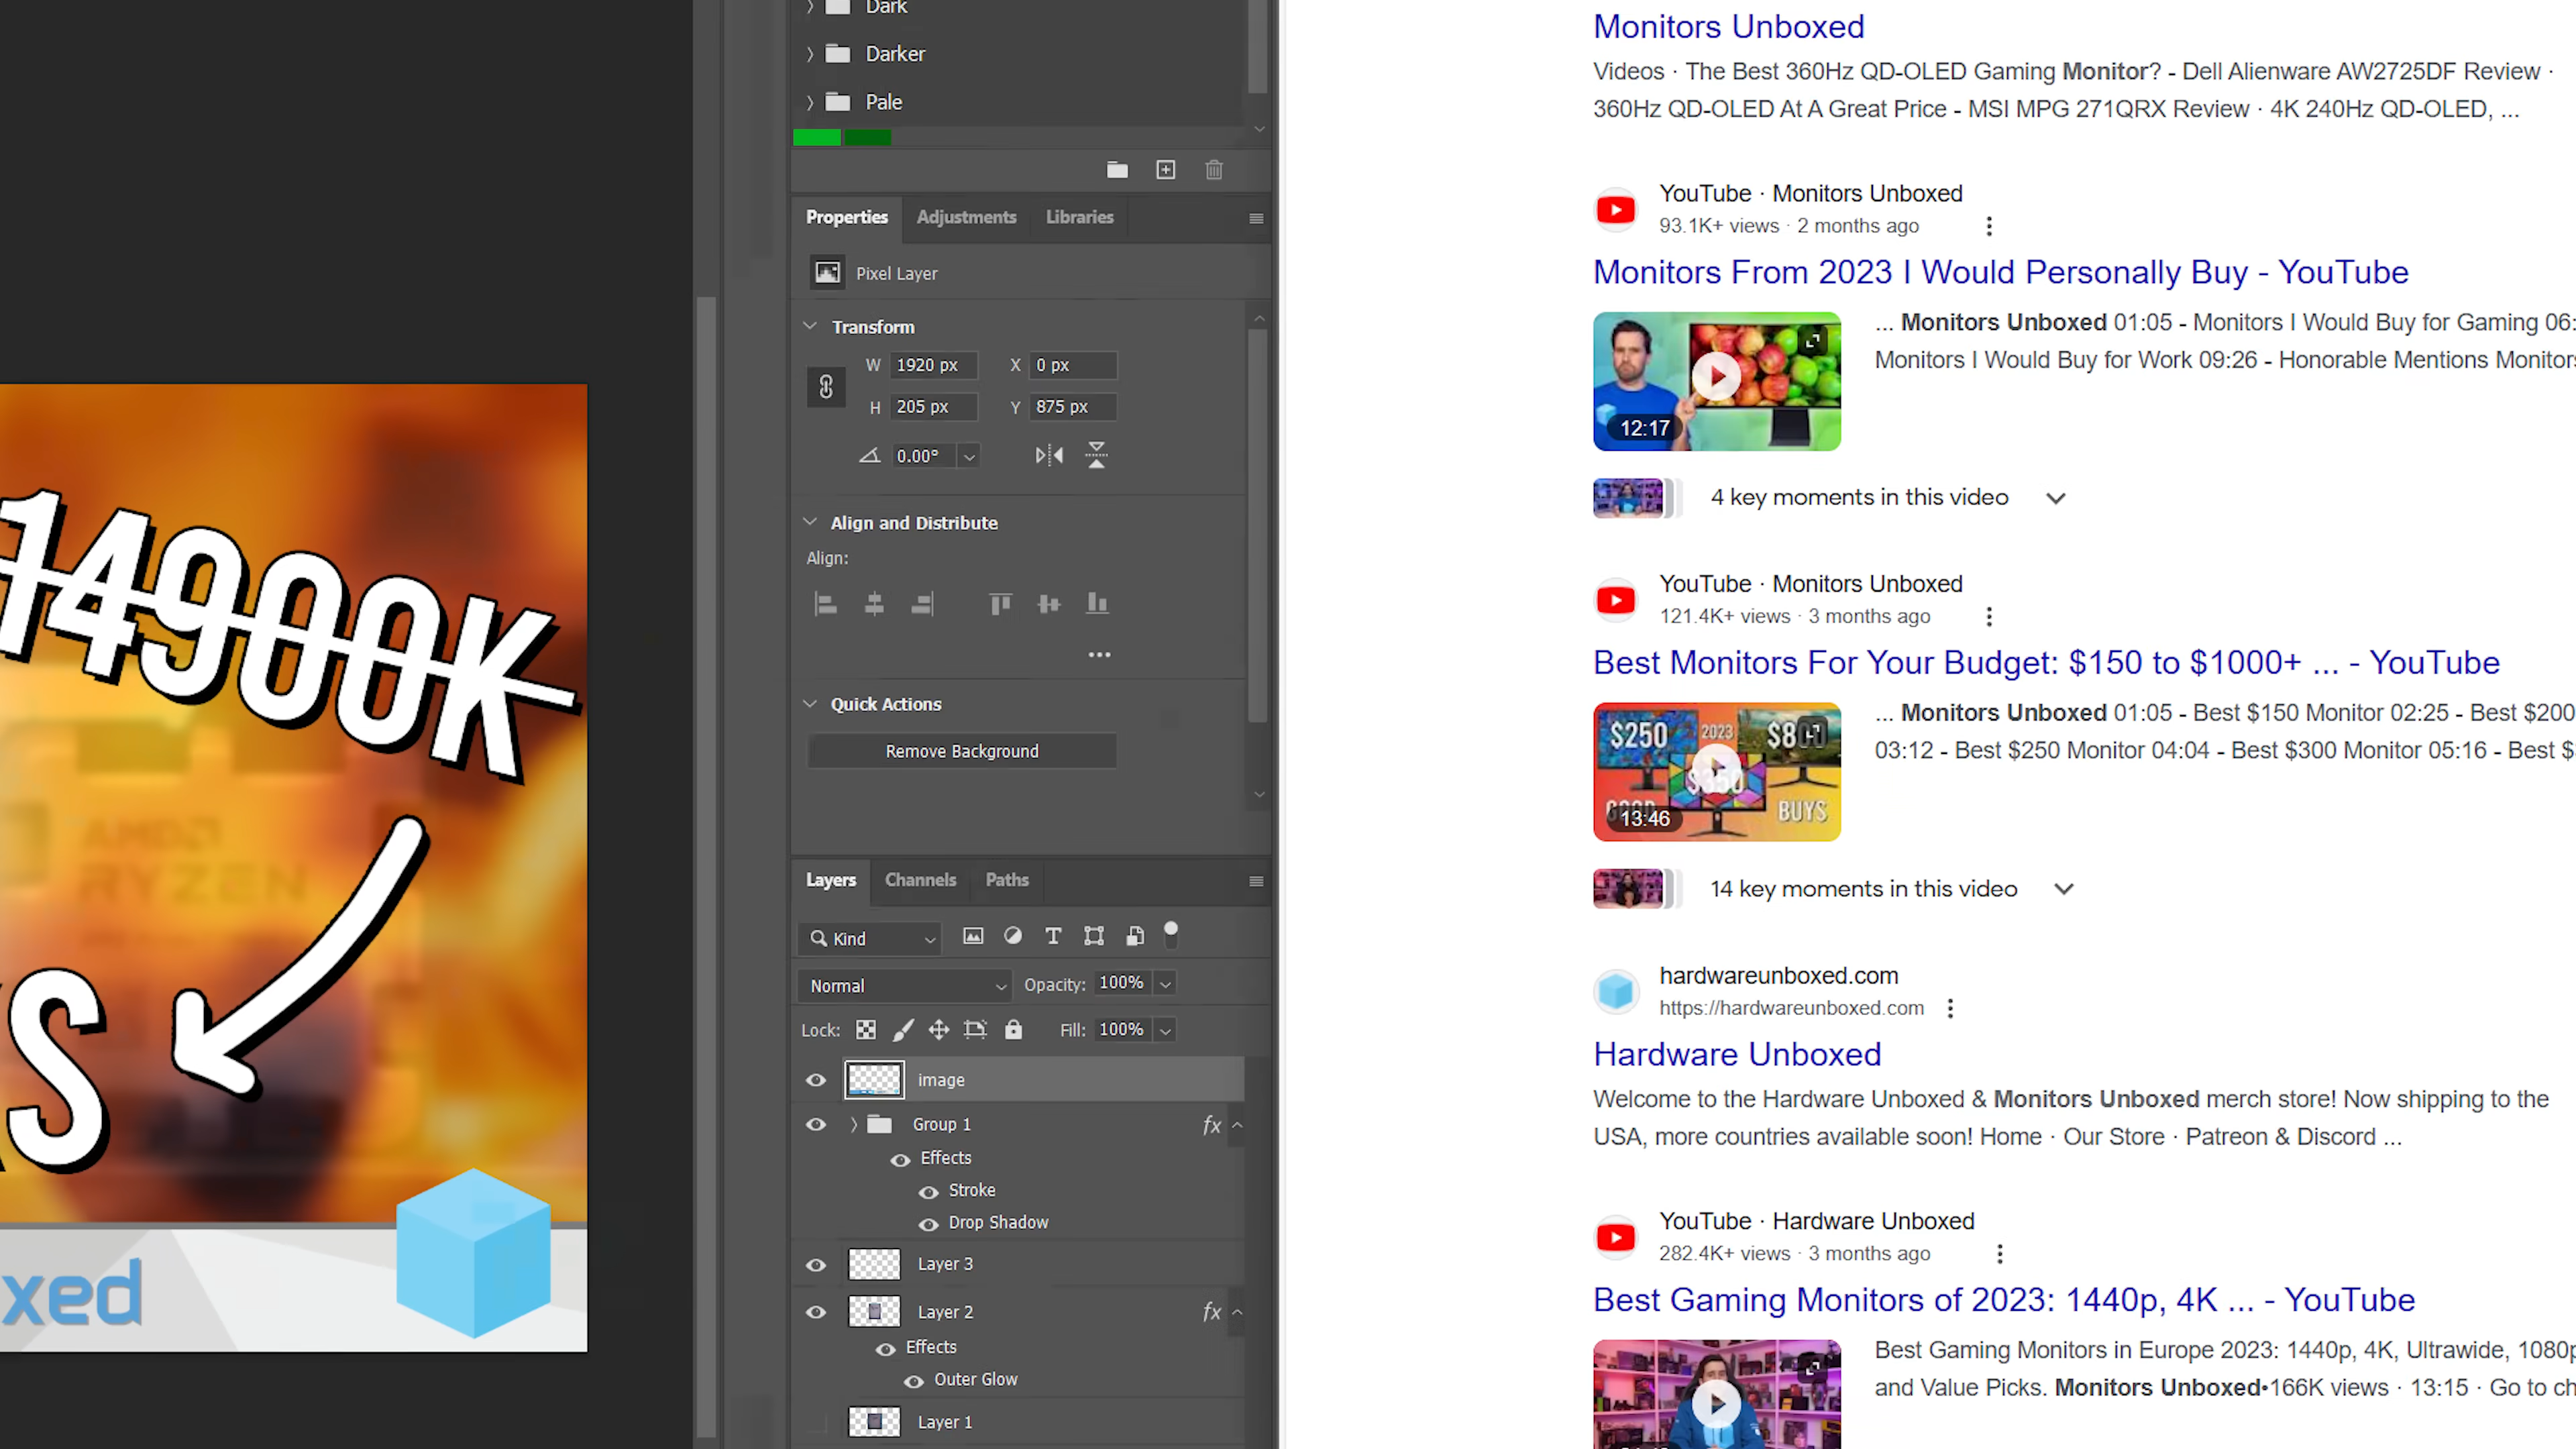 14900K
AMD
RYZEN
S
xed
Dark
Darker
Pale
Properties Adjustments Libraries
Pixel Layer
Transform
W 1920 px X 0 px
H 205 px Y 875 px
0.00°
Align and Distribute
Align:
Quick Actions
Remove Background
Layers Channels Paths
Kind
Normal Opacity: 100%
Lock: Fill: 100%
image
Group 1 fx
Effects
Stroke
Drop Shadow
Layer 3
Layer 2 fx
Effects
Outer Glow
Layer 1
Monitors Unboxed
Videos · The Best 360Hz QD-OLED Gaming Monitor? - Dell Alienware AW2725DF Review ·
360Hz QD-OLED At A Great Price - MSI MPG 271QRX Review · 4K 240Hz QD-OLED, ...
YouTube · Monitors Unboxed
93.1K+ views · 2 months ago
Monitors From 2023 I Would Personally Buy - YouTube
12:17
... Monitors Unboxed 01:05 - Monitors I Would Buy for Gaming 06:
Monitors I Would Buy for Work 09:26 - Honorable Mentions Monitors
4 key moments in this video
YouTube · Monitors Unboxed
121.4K+ views · 3 months ago
Best Monitors For Your Budget: $150 to $1000+ ... - YouTube
$250 2023 $800
$350
GOOD BUYS
13:46
... Monitors Unboxed 01:05 - Best $150 Monitor 02:25 - Best $200
03:12 - Best $250 Monitor 04:04 - Best $300 Monitor 05:16 - Best $
14 key moments in this video
hardwareunboxed.com
https://hardwareunboxed.com
Hardware Unboxed
Welcome to the Hardware Unboxed & Monitors Unboxed merch store! Now shipping to the
USA, more countries available soon! Home · Our Store · Patreon & Discord ...
YouTube · Hardware Unboxed
282.4K+ views · 3 months ago
Best Gaming Monitors of 2023: 1440p, 4K ... - YouTube
Best Gaming Monitors in Europe 2023: 1440p, 4K, Ultrawide, 1080p
and Value Picks. Monitors Unboxed•166K views · 13:15 · Go to ch